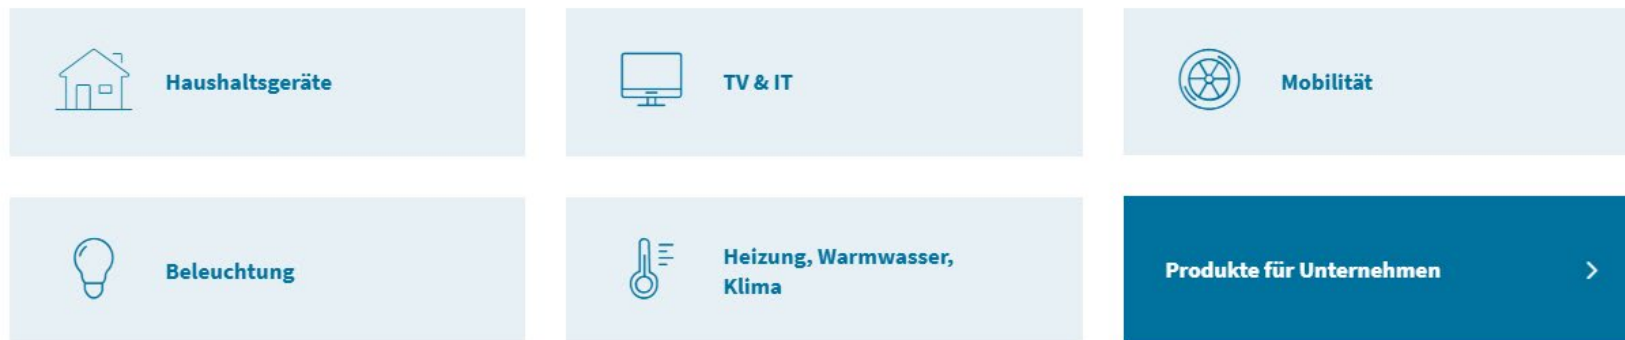 Haushaltsgeräte
TV & IT
Mobilität
Beleuchtung
Heizung, Warmwasser,
Klima
Produkte für Unternehmen